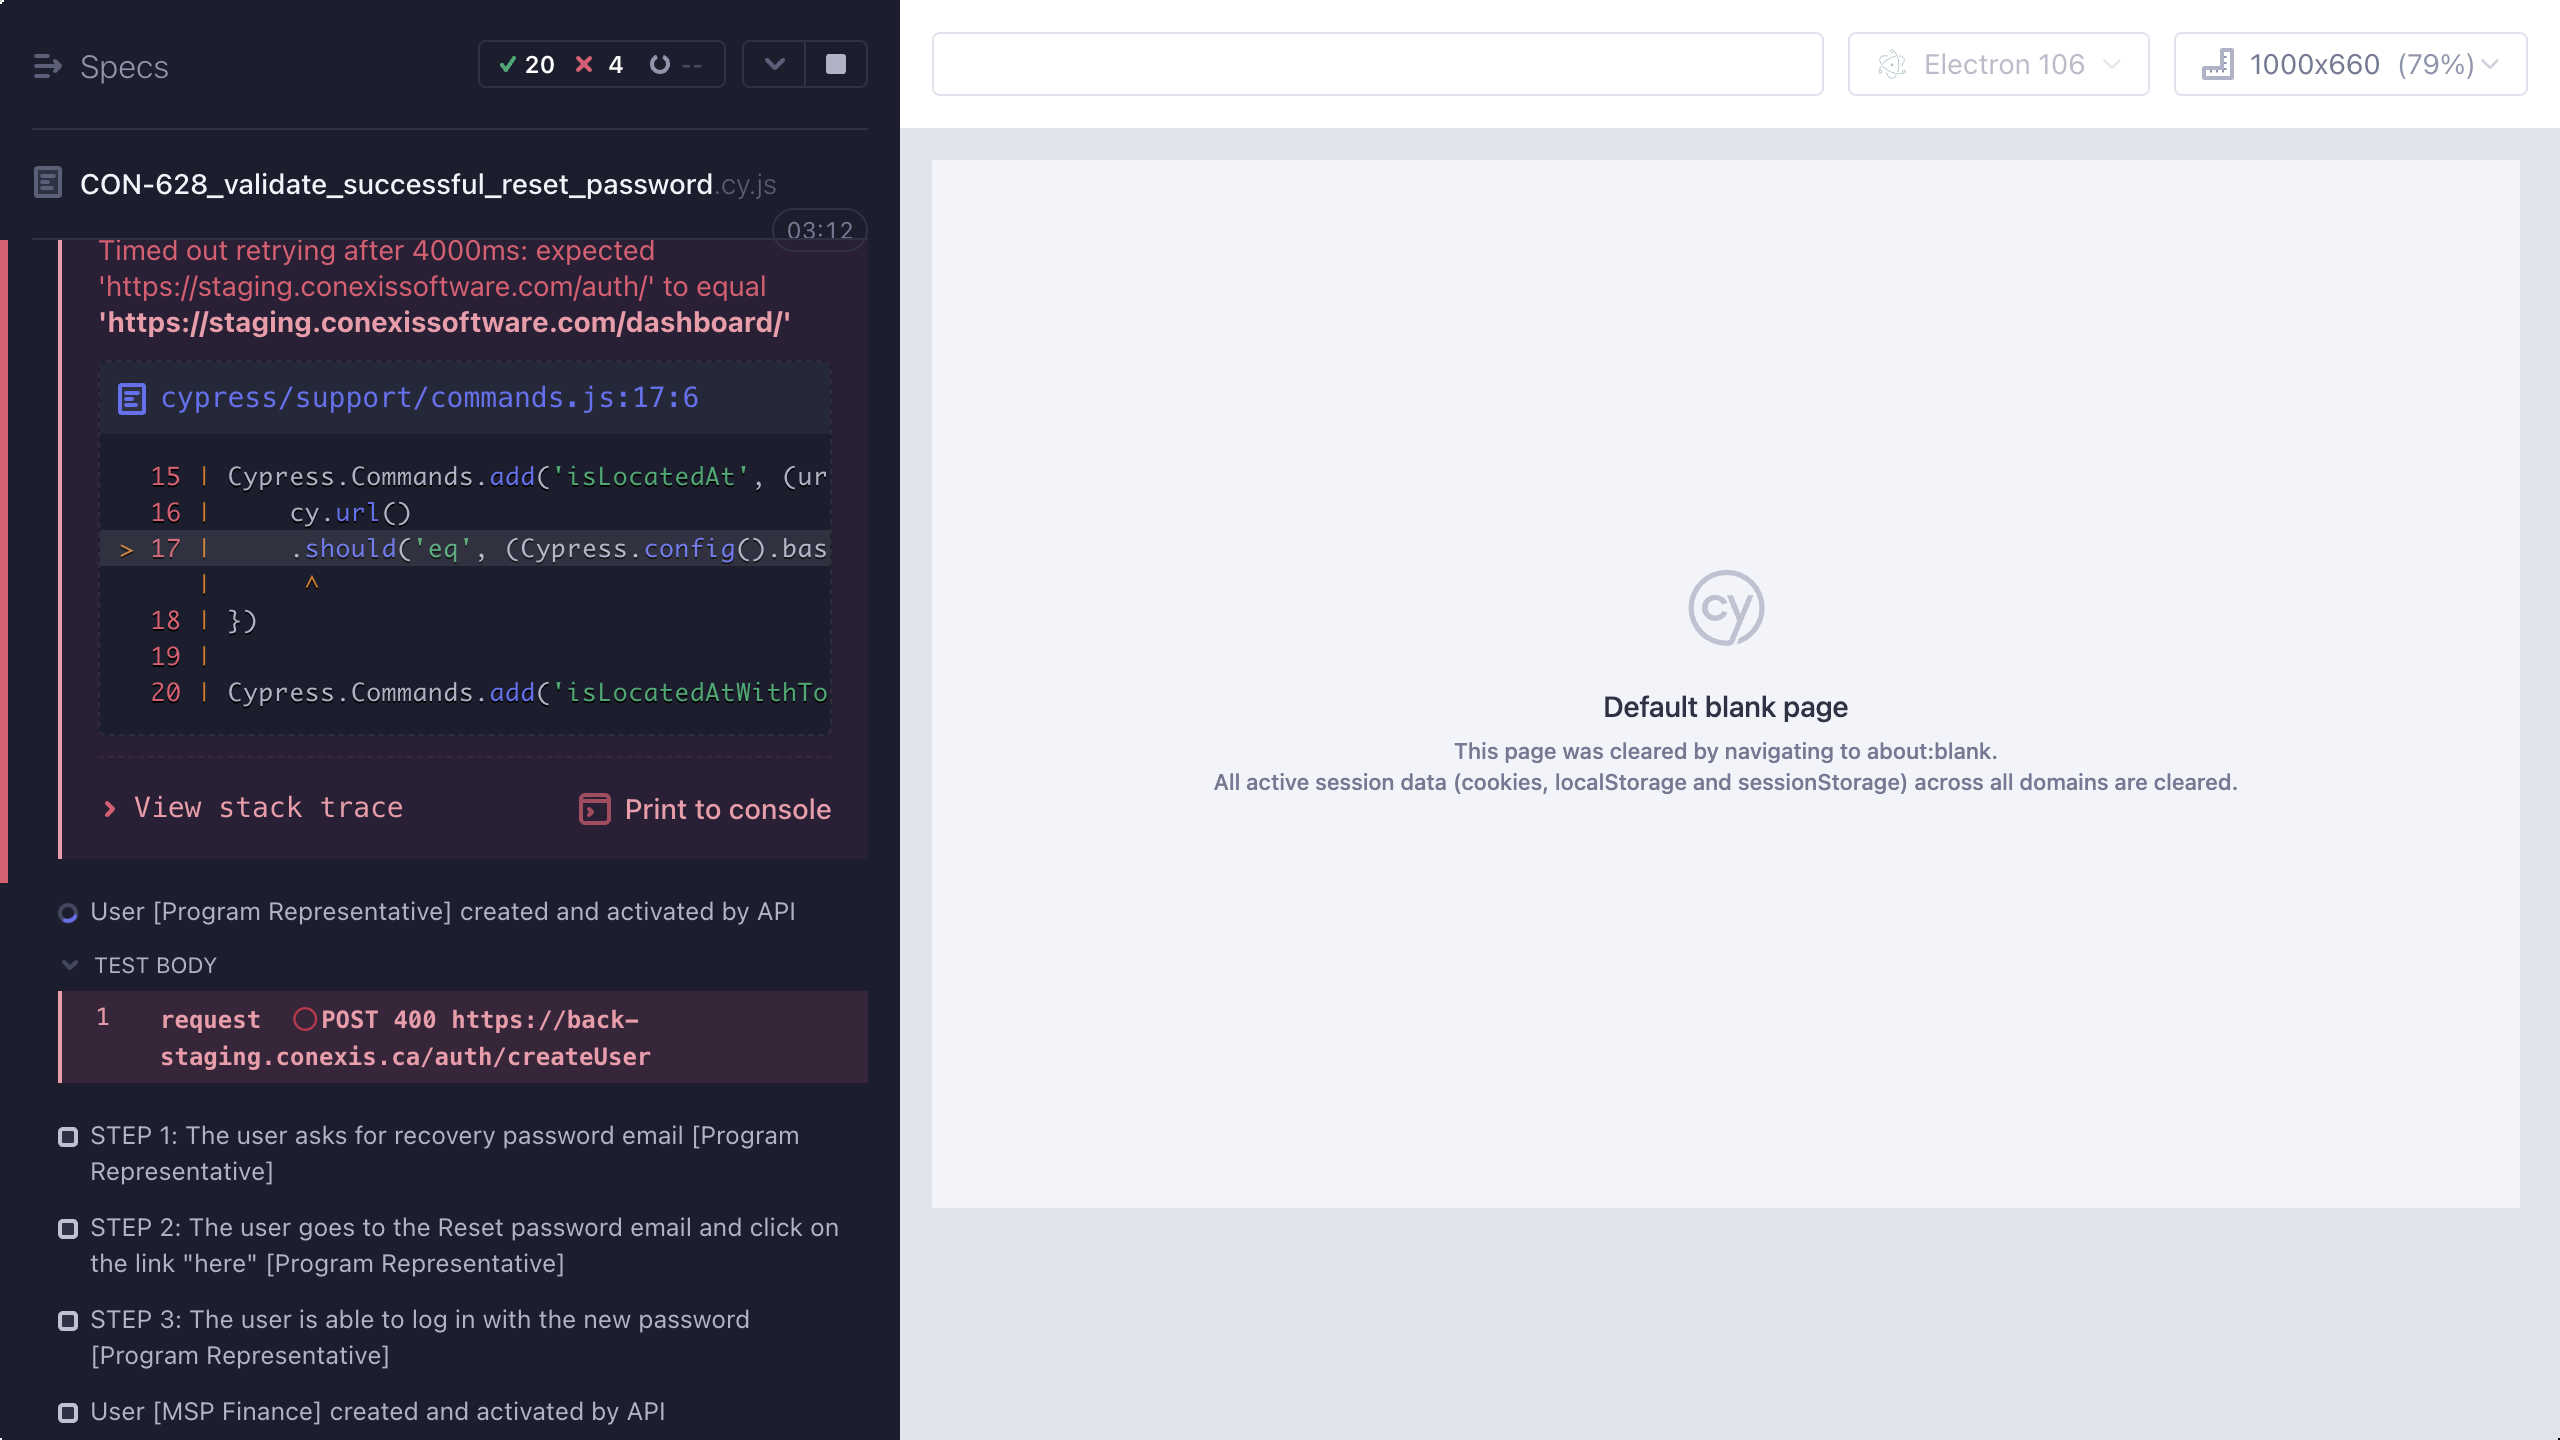 Specs
20 4 --
CON-628_validate_successful_reset_password.cy.js
03:12
Timed out retrying after 4000ms: expected
'https://staging.conexissoftware.com/auth/' to equal
'https://staging.conexissoftware.com/dashboard/'
cypress/support/commands.js:17:6
15 | Cypress.Commands.add('isLocatedAt', (ur
16 | cy.url()
> 17 | .should('eq', (Cypress.config().bas
| ^
18 | })
19 |
20 | Cypress.Commands.add('isLocatedAtWithTo
View stack trace
Print to console
User [Program Representative] created and activated by API
TEST BODY
1 request POST 400 https://back-
staging.conexis.ca/auth/createUser
STEP 1: The user asks for recovery password email [Program
Representative]
STEP 2: The user goes to the Reset password email and click on
the link "here" [Program Representative]
STEP 3: The user is able to log in with the new password
[Program Representative]
User [MSP Finance] created and activated by API
Electron 106
1000x660 (79%)
cy
Default blank page
This page was cleared by navigating to about:blank.
All active session data (cookies, localStorage and sessionStorage) across all domains are cleared.